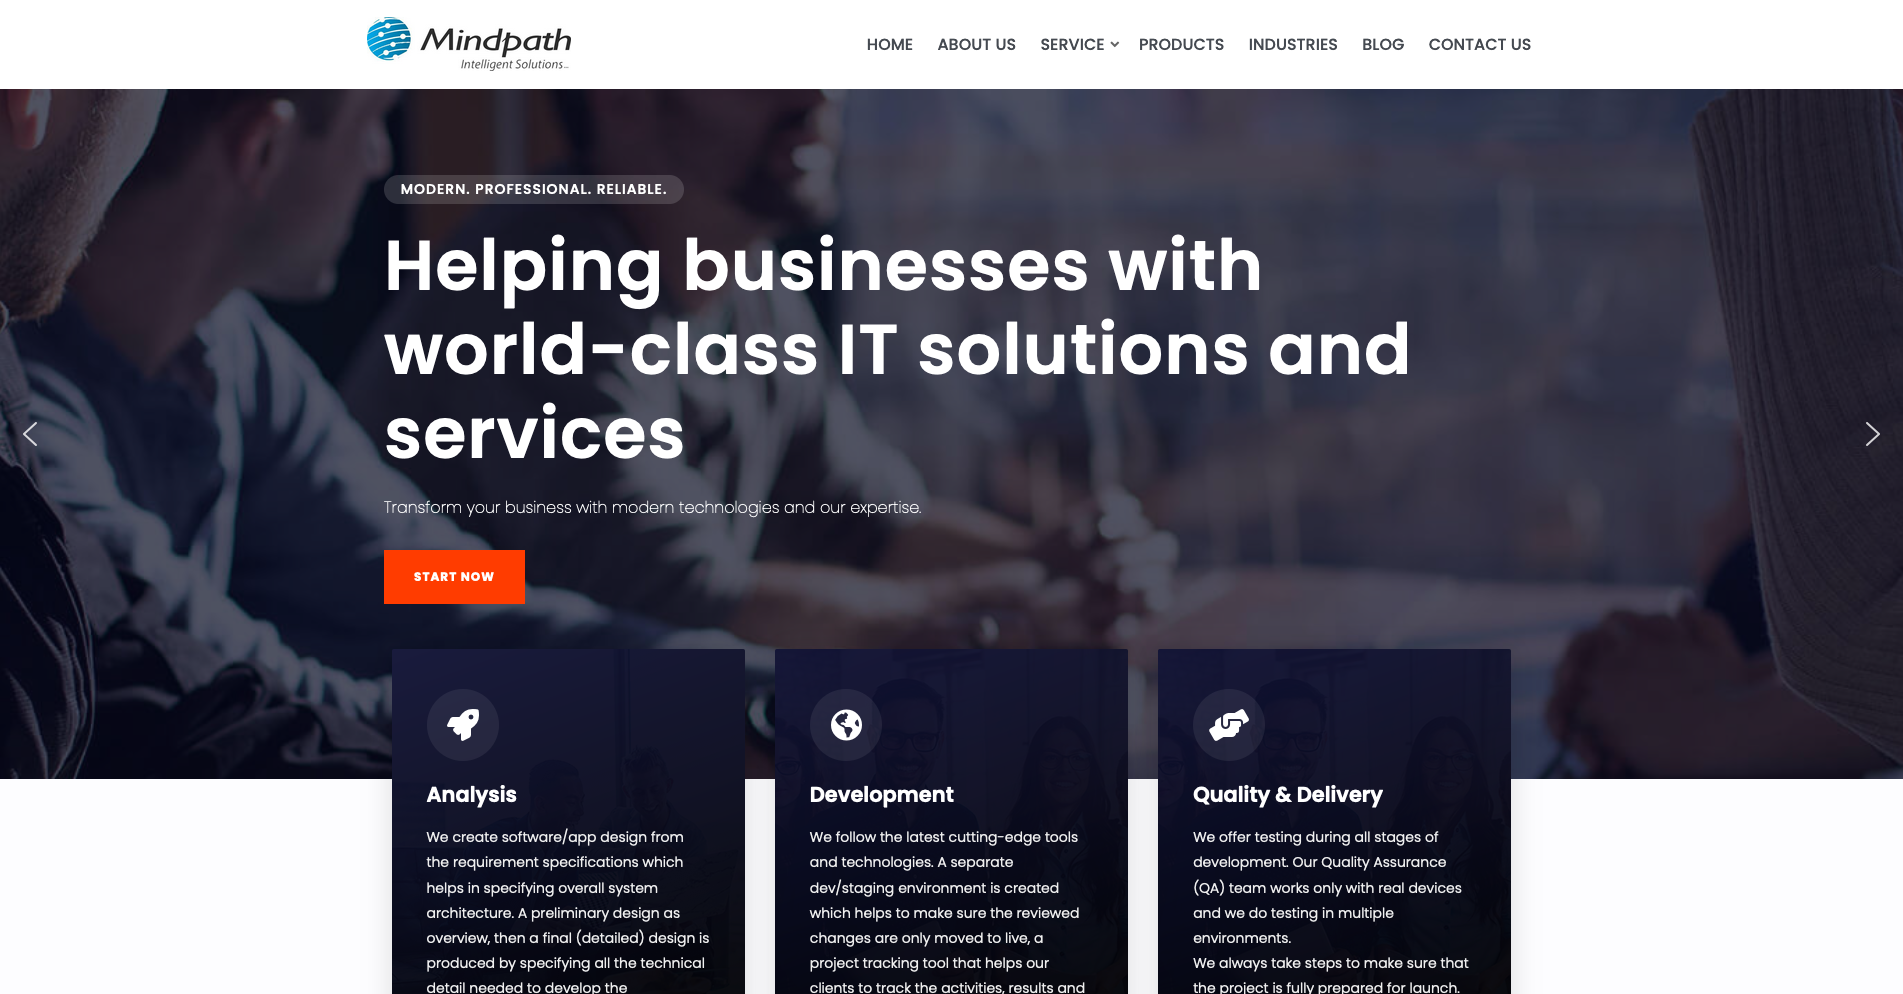 Mindpath
Intelligent Solutions...
HOME ABOUT US SERVICE PRODUCTS INDUSTRIES BLOG CONTACT US
MODERN. PROFESSIONAL. RELIABLE.
Helping businesses with
world-class IT solutions and
services
Transform your business with modern technologies and our expertise.
START NOW
Analysis
We create software/app design from
the requirement specifications which
helps in specifying overall system
architecture. A preliminary design as
overview, then a final (detailed) design is
produced by specifying all the technical
detail needed to develop the
Development
We follow the latest cutting-edge tools
and technologies. A separate
dev/staging environment is created
which helps to make sure the reviewed
changes are only moved to live, a
project tracking tool that helps our
clients to track the activities, results and
Quality & Delivery
We offer testing during all stages of
development. Our Quality Assurance
(QA) team works only with real devices
and we do testing in multiple
environments.
We always take steps to make sure that
the project is fully prepared for launch.